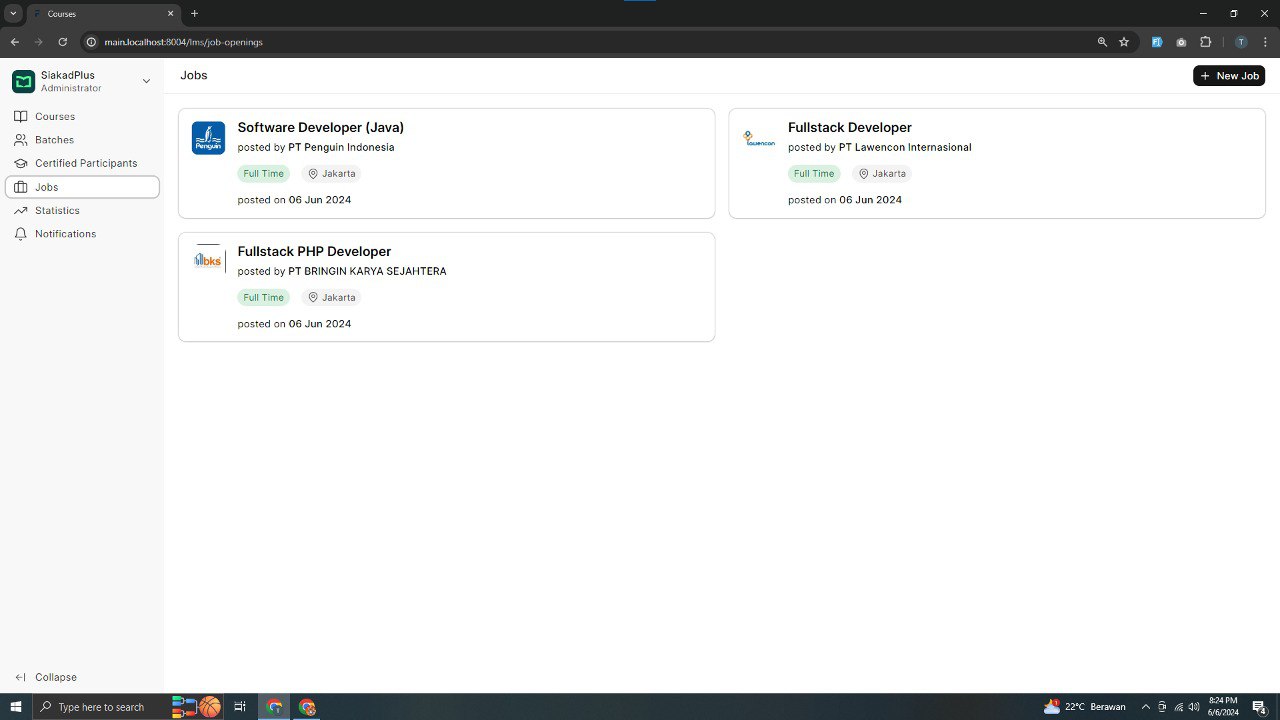 Courses
main.localhost:8004/lms/job-openings
T
SiakadPlus
Administrator
Courses
Batches
Certified Participants
Jobs
Statistics
Notifications
Collapse
Jobs
New Job
Penguin
Software Developer (Java)
posted by PT Penguin Indonesia
Full Time
Jakarta
posted on 06 Jun 2024
Lawencon
Fullstack Developer
posted by PT Lawencon Internasional
Full Time
Jakarta
posted on 06 Jun 2024
bks
Fullstack PHP Developer
posted by PT BRINGIN KARYA SEJAHTERA
Full Time
Jakarta
posted on 06 Jun 2024
Type here to search
22°C Berawan
8:24 PM
6/6/2024